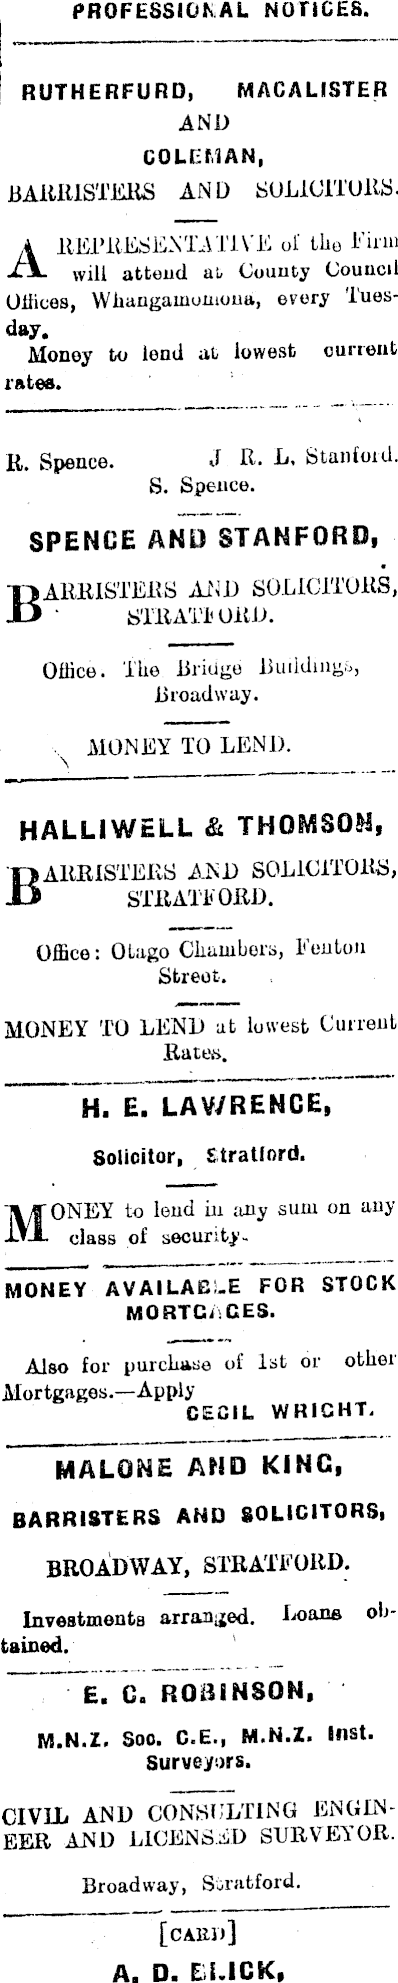 PROFESSIONAL NOTICES.
RUTHERFURD, MACALISTER
AND
COLEMAN,
BARRISTERS AND SOLICITORS.
A REPRESENTATIVE of the Firm
will attend at County Council
Offices, Whangamomona, every Tues-
day.
Money to lend at lowest current
rates.
R. Spence. J R. L. Stanford.
S. Spence.
SPENCE AND STANFORD,
BARRISTERS AND SOLICITORS,
STRATFORD.
Office. The Bridge Buildings,
Broadway.
MONEY TO LEND.
HALLIWELL & THOMSON,
BARRISTERS AND SOLICITORS,
STRATFORD.
Office: Otago Chambers, Fenton
Street.
MONEY TO LEND at lowest Current
Rates.
H. E. LAWRENCE,
Solicitor, Stratford.
MONEY to lend in any sum on any
class of security.
MONEY AVAILABLE FOR STOCK
MORTGAGES.
Also for purchase of 1st or other
Mortgages.—Apply
CECIL WRIGHT.
MALONE AND KING,
BARRISTERS AND SOLICITORS,
BROADWAY, STRATFORD.
Investments arranged. Loans ob-
tained.
E. C. ROBINSON,
M.N.Z. Soc. C.E., M.N.Z. Inst.
Surveyors.
CIVIL AND CONSULTING ENGIN-
EER AND LICENSED SURVEYOR.
Broadway, Stratford.
[CARD]
A. D. ELLICK,